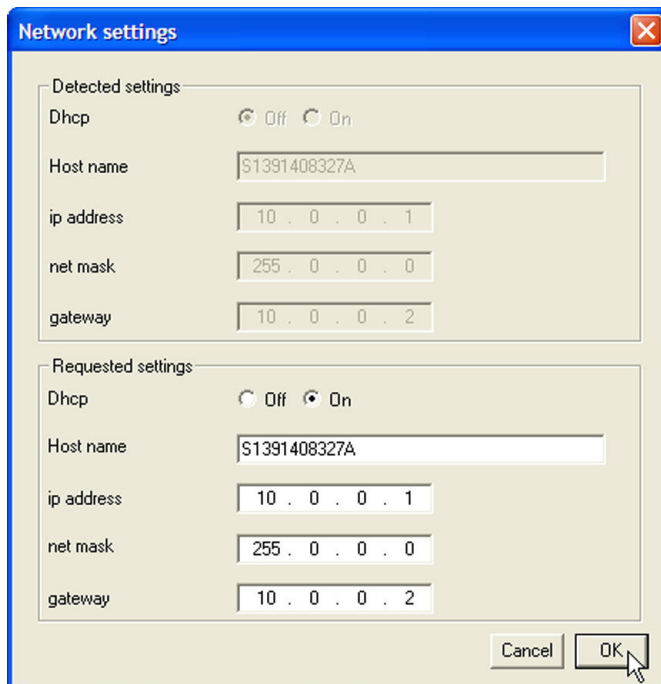 Network settings
Detected settings
Dhcp Off On
Host name S1391408327A
ip address 10 . 0 . 0 . 1
net mask 255 . 0 . 0 . 0
gateway 10 . 0 . 0 . 2
Requested settings
Dhcp Off On
Host name S1391408327A
ip address 10 . 0 . 0 . 1
net mask 255 . 0 . 0 . 0
gateway 10 . 0 . 0 . 2
Cancel OK